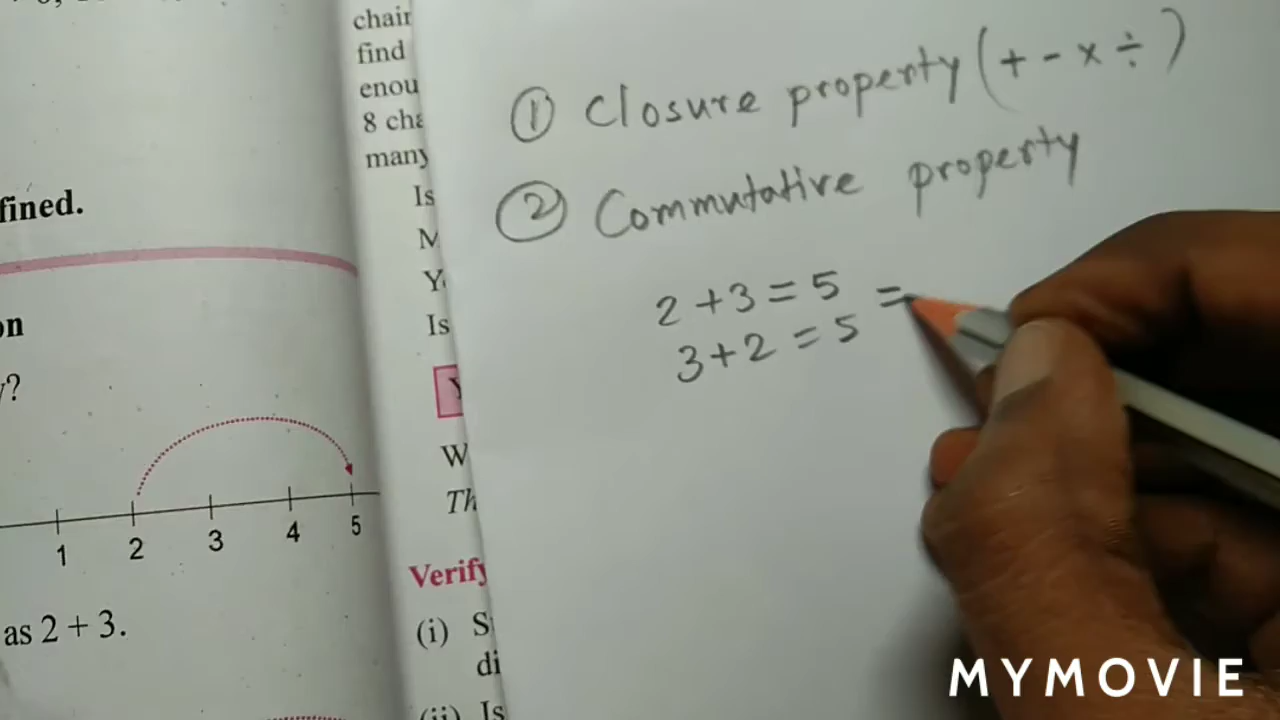 fined.
on
y?
1 2 3 4 5
as 2 + 3.
chair
find
enou
8 cha
many
Is
M
Is
W
Th
Verify
(i) S
di
(ii) Is
① Closure property (+ - × ÷)
② Commutative property
2 + 3 = 5 =
3 + 2 = 5
MYMOVIE